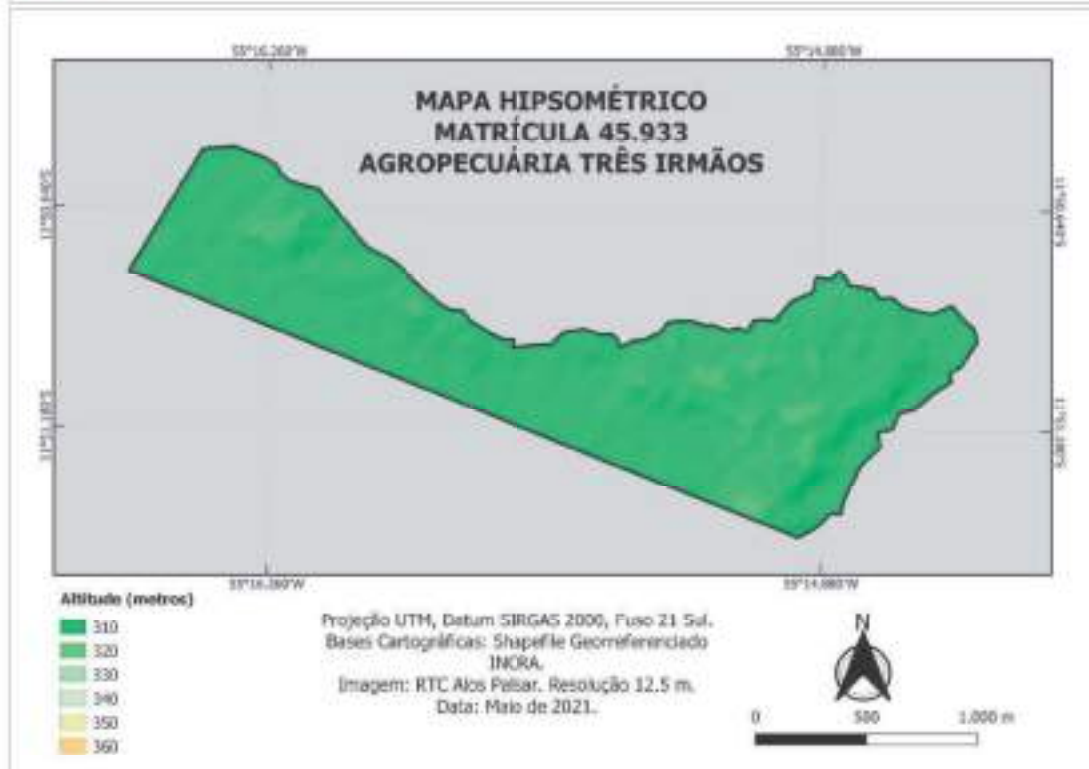 MAPA HIPSOMÉTRICO
MATRÍCULA 45.933
AGROPECUÁRIA TRÊS IRMÃOS
Altitude (metros)
310
320
330
340
350
360
Projeção UTM, Datum SIRGAS 2000, Fuso 21 Sul.
Bases Cartográficas: Shapefile Georreferenciado
INCRA.
Imagem: RTC Alos Palsar. Resolução 12.5 m.
Data: Maio de 2021.
N
0 500 1.000 m